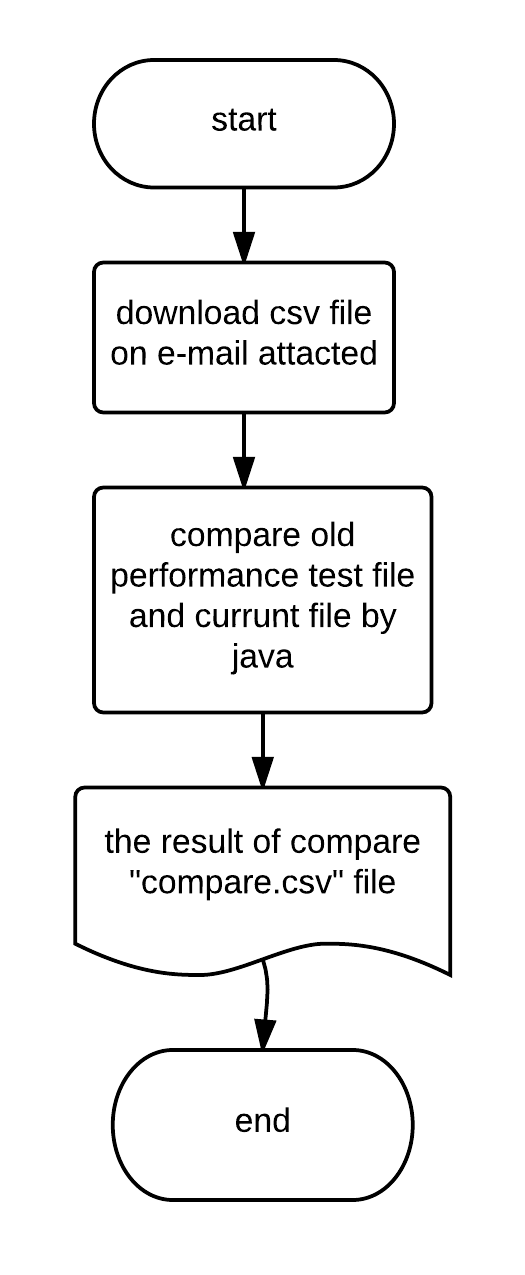 start
download csv file
on e-mail attacted
compare old
performance test file
and currunt file by
java
the result of compare
"compare.csv" file
end